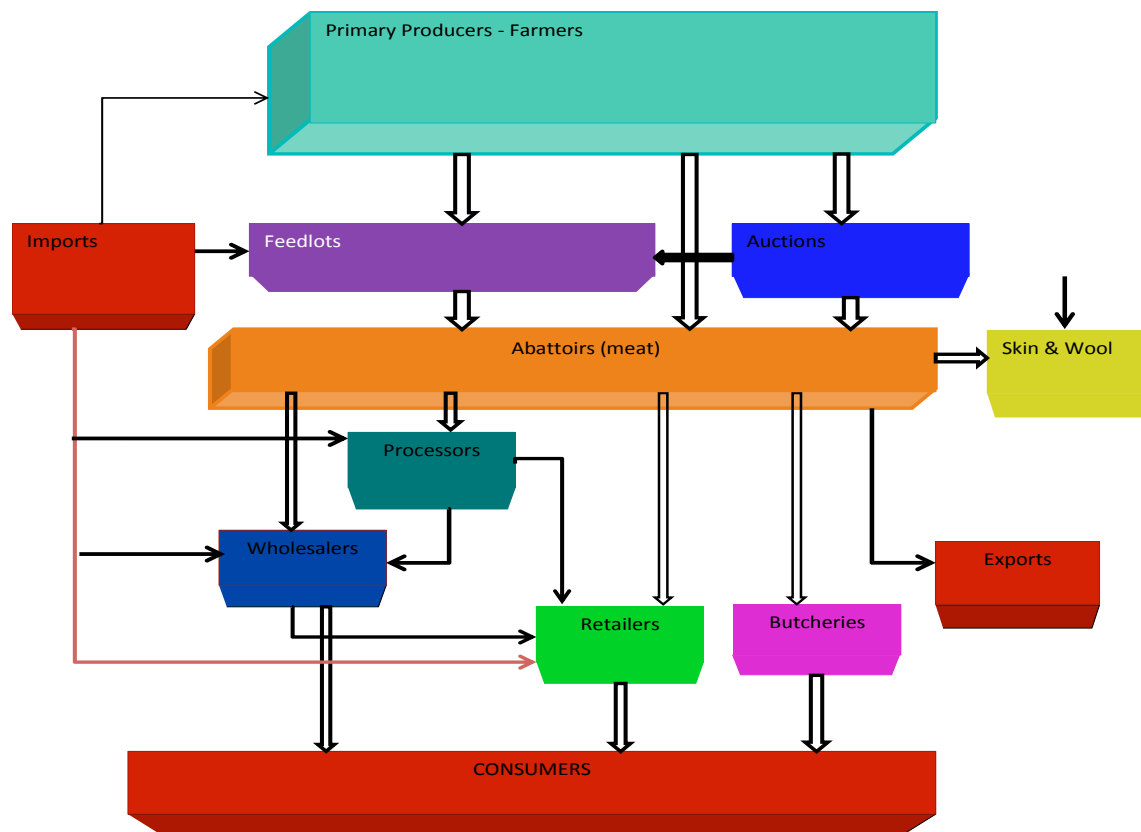 Primary Producers - Farmers
Imports
Feedlots
Auctions
Abattoirs (meat)
Skin & Wool
Processors
Wholesalers
Exports
Retailers
Butcheries
CONSUMERS